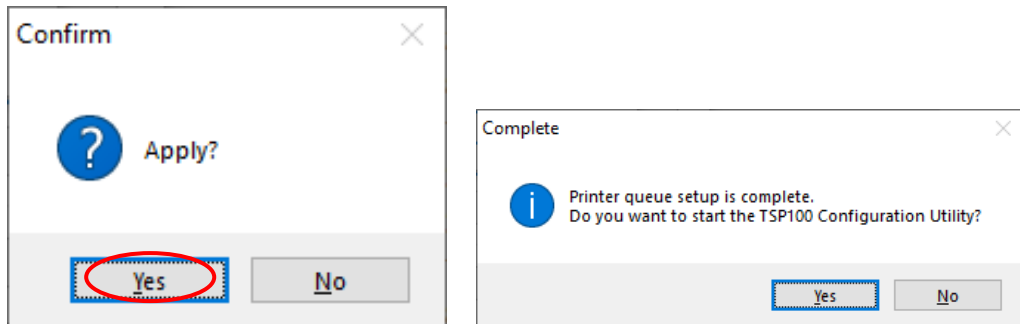 Confirm
?
Apply?
Yes
No
Complete
i
Printer queue setup is complete.
Do you want to start the TSP100 Configuration Utility?
Yes
No